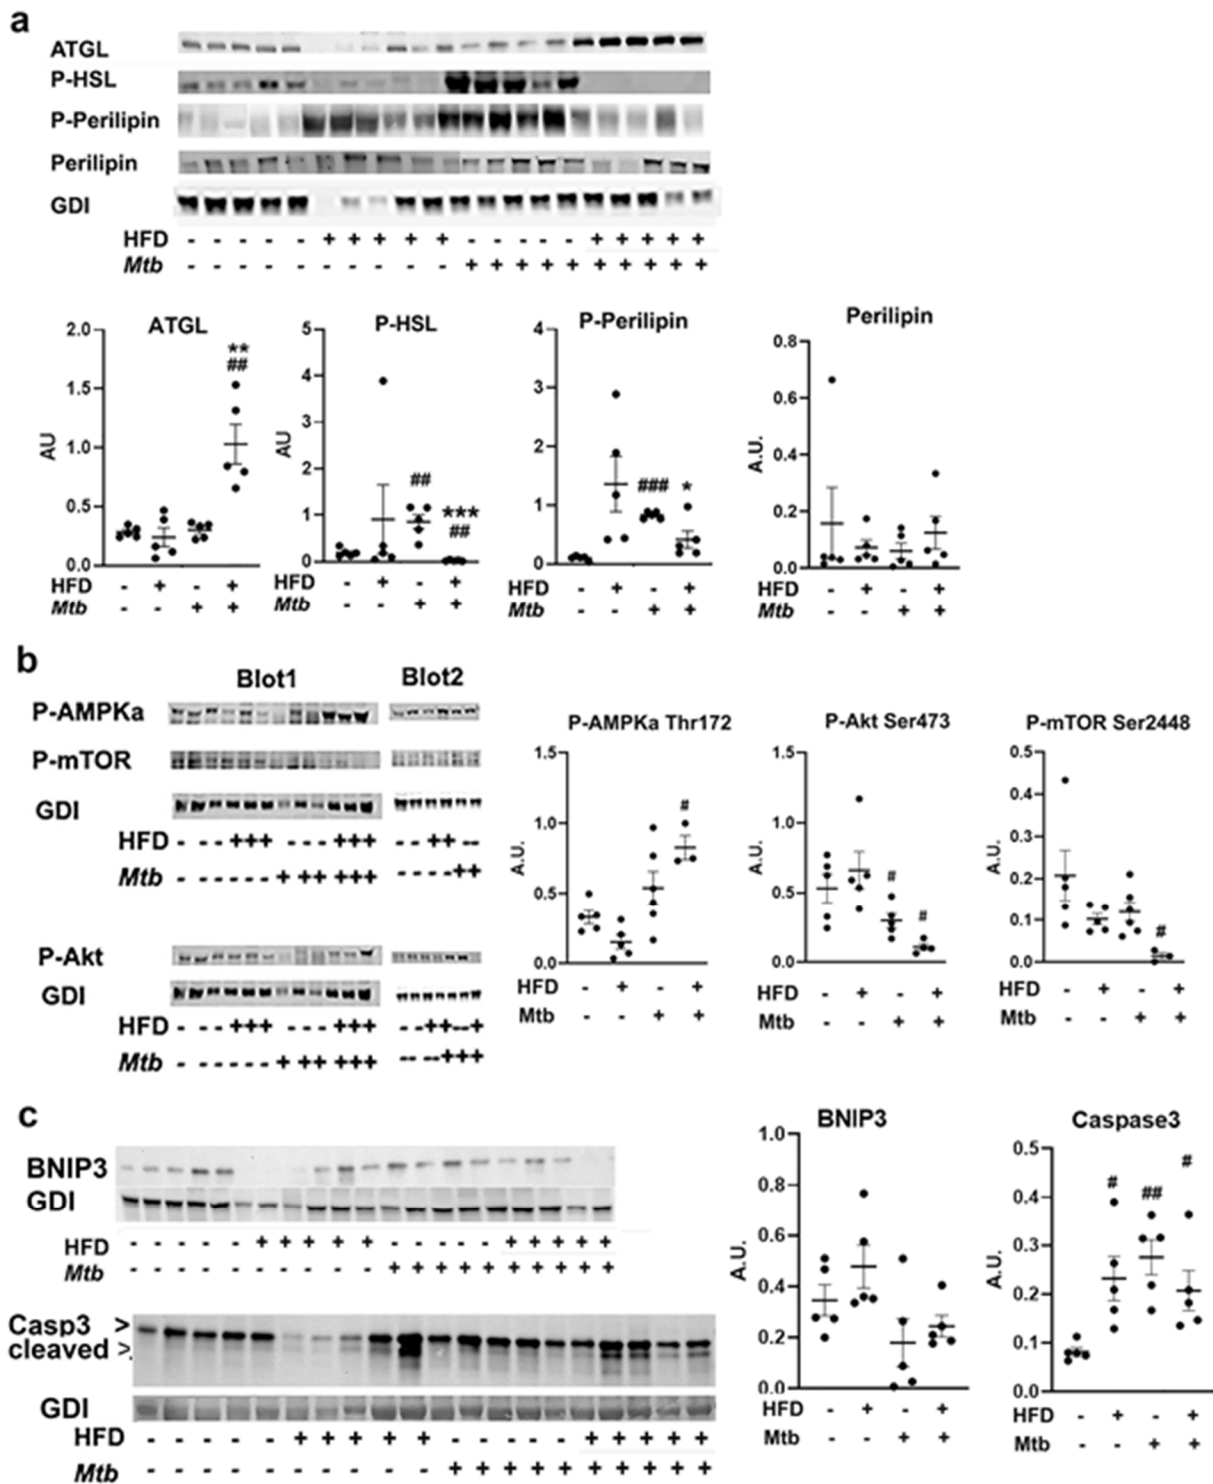 a
ATGL
P-HSL
P-Perilipin
Perilipin
GDI
HFD - - - - - + + + + + - - - - - + + + + +
Mtb - - - - - - - - - - + + + + + + + + + +
ATGL
2.0
1.5
1.0
0.5
0.0
AU
**
##
HFD - + - +
Mtb - - + +
P-HSL
5
4
3
2
1
0
AU
##
***
##
HFD - + - +
Mtb - - + +
P-Perilipin
4
3
2
1
0
###
*
HFD - + - +
Mtb - - + +
Perilipin
0.8
0.6
0.4
0.2
0.0
A.U.
HFD - + - +
Mtb - - + +
b
Blot1 Blot2
P-AMPKa
P-mTOR
GDI
HFD - - - +++ - - - +++ - - ++ - -
Mtb - - - - - - + ++ +++ - - - - ++
P-Akt
GDI
HFD - - - +++ - - - +++ - - ++ - - +
Mtb - - - - - - + ++ +++ - - - - +++
P-AMPKa Thr172
1.5
1.0
0.5
0.0
A.U.
#
HFD - + - +
Mtb - - + +
P-Akt Ser473
1.5
1.0
0.5
0.0
A.U.
#
#
HFD - + - +
Mtb - - + +
P-mTOR Ser2448
0.5
0.4
0.3
0.2
0.1
0.0
A.U.
#
HFD - + - +
Mtb - - + +
c
BNIP3
GDI
HFD - - - - - + + + + + - - - - - + + + + +
Mtb - - - - - - - - - - + + + + + + + + + +
Casp3 >
cleaved >
GDI
HFD - - - - - + + + + + - - - - - + + + + +
Mtb - - - - - - - - - - + + + + + + + + + +
BNIP3
1.0
0.8
0.6
0.4
0.2
0.0
A.U.
HFD - + - +
Mtb - - + +
Caspase3
0.5
0.4
0.3
0.2
0.1
0.0
A.U.
#
##
#
HFD - + - +
Mtb - - + +